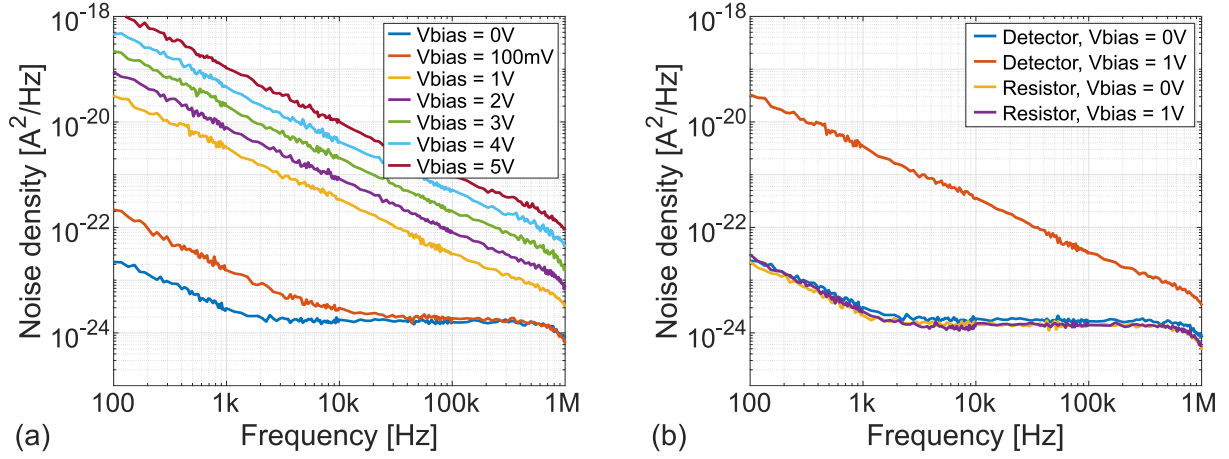 10^-18
10^-20
10^-22
10^-24
Noise density [A^2/Hz]
Vbias = 0V
Vbias = 100mV
Vbias = 1V
Vbias = 2V
Vbias = 3V
Vbias = 4V
Vbias = 5V
100
1k
10k
100k
1M
Frequency [Hz]
(a)
10^-18
10^-20
10^-22
10^-24
Noise density [A^2/Hz]
Detector, Vbias = 0V
Detector, Vbias = 1V
Resistor, Vbias = 0V
Resistor, Vbias = 1V
100
1k
10k
100k
1M
Frequency [Hz]
(b)